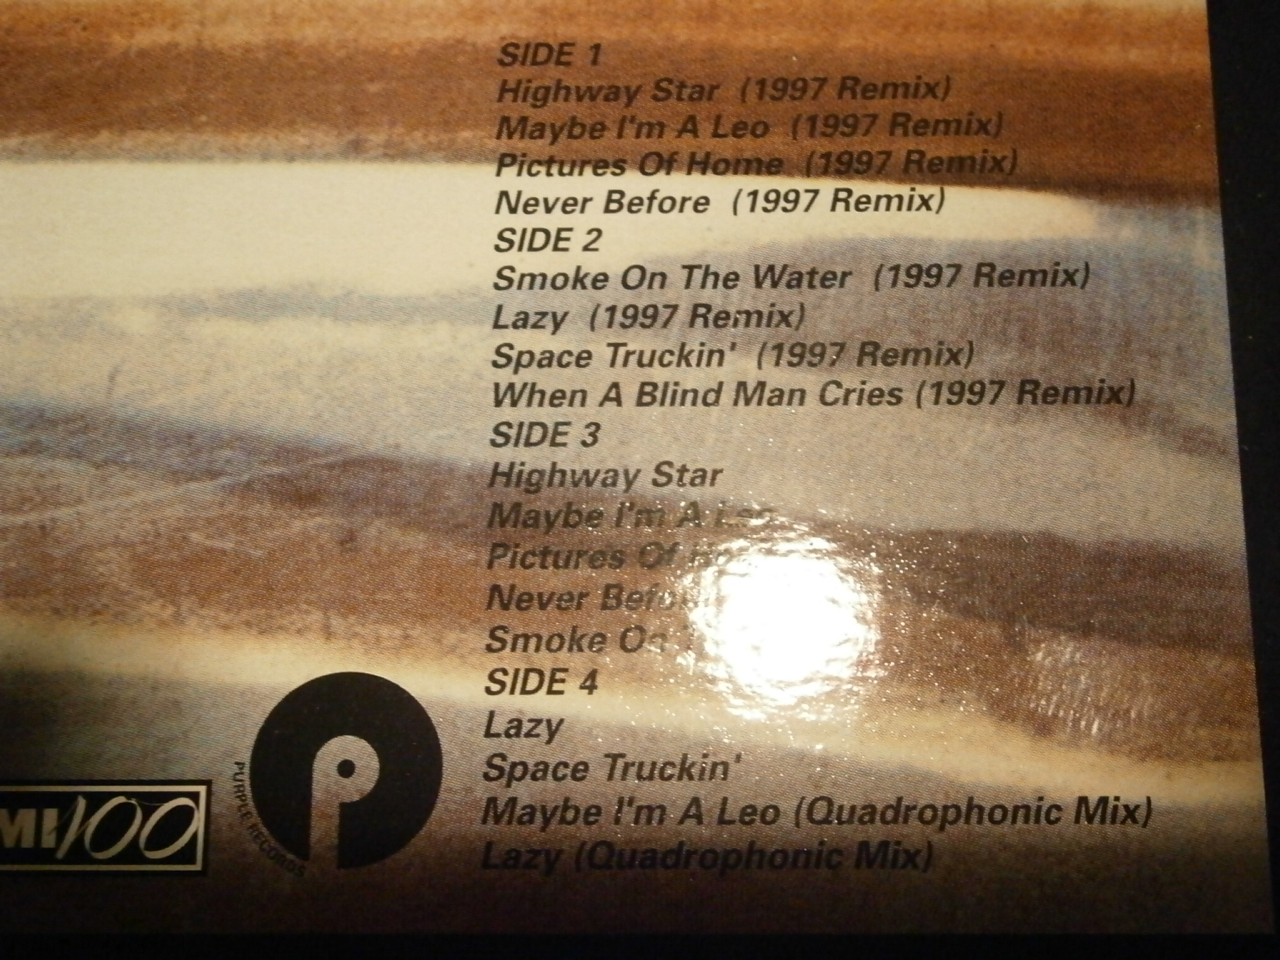 SIDE 1
Highway Star (1997 Remix)
Maybe I'm A Leo (1997 Remix)
Pictures Of Home (1997 Remix)
Never Before (1997 Remix)
SIDE 2
Smoke On The Water (1997 Remix)
Lazy (1997 Remix)
Space Truckin' (1997 Remix)
When A Blind Man Cries (1997 Remix)
SIDE 3
Highway Star
Maybe I'm A Leo
Pictures Of
Never Before
Smoke On
SIDE 4
Lazy
Space Truckin'
Maybe I'm A Leo (Quadrophonic Mix)
Lazy (Quadrophonic Mix)
PURPLE RECORDS
MI 100